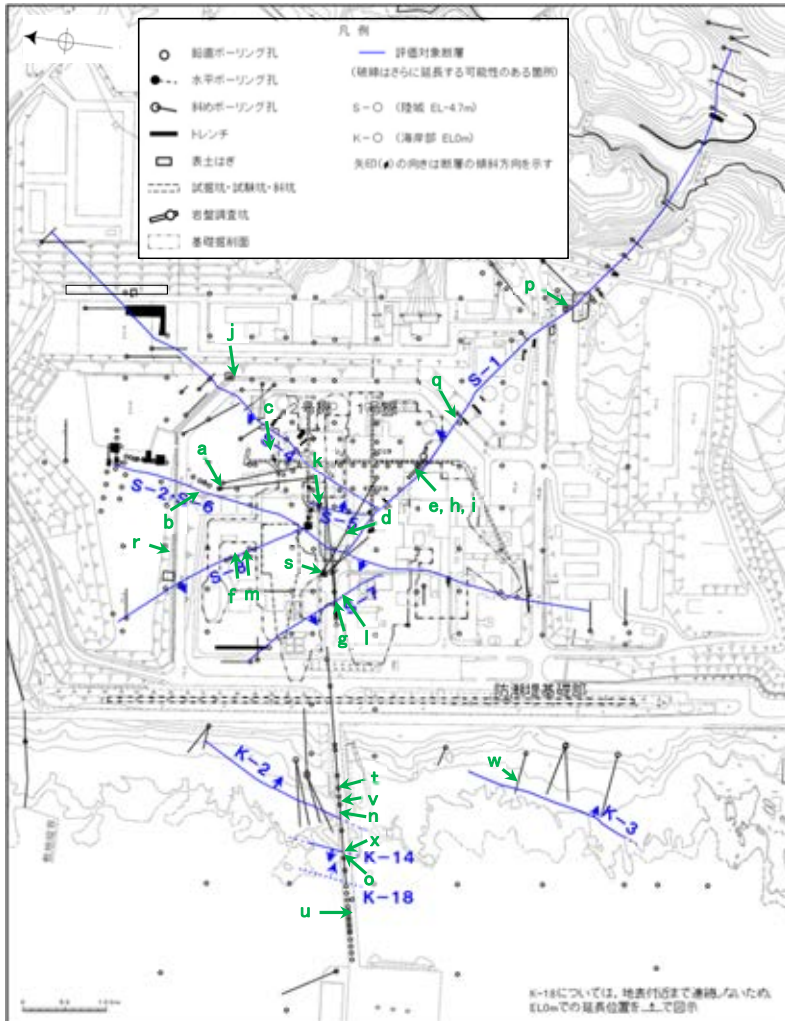 凡 例
鉛直ボーリング孔
水平ボーリング孔
斜めボーリング孔
トレンチ
表土はぎ
試掘坑・試験坑・斜坑
岩盤調査坑
基礎掘削面
評価対象断層
(破線はさらに延長する可能性のある箇所)
S-○ (陸域 EL-4.7m)
K-○ (海岸部 EL0m)
矢印( )の向きは断層の傾斜方向を示す
p
j
S-1
q
2号機
1号機
c
S-4
a
k
S-2・S-6
b
S-5
d
e, h, i
r
s
S-8
f
m
S-7
g
l
防潮堤基礎部
K-2
t
w
v
n
K-3
x
K-14
o
K-18
u
K-18については、地表付近まで連続しないため、
EL0mでの延長位置を で図示
0
50
100m